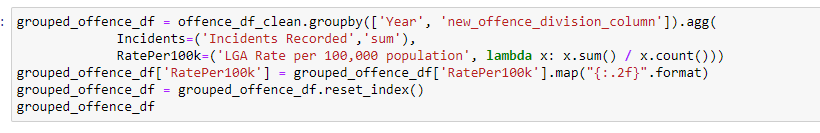 : grouped_offence_df = offence_df_clean.groupby(['Year', 'new_offence_division_column']).agg(
Incidents=('Incidents Recorded','sum'),
RatePer100k=('LGA Rate per 100,000 population', lambda x: x.sum() / x.count()))
grouped_offence_df['RatePer100k'] = grouped_offence_df['RatePer100k'].map("{:.2f}".format)
grouped_offence_df = grouped_offence_df.reset_index()
grouped_offence_df